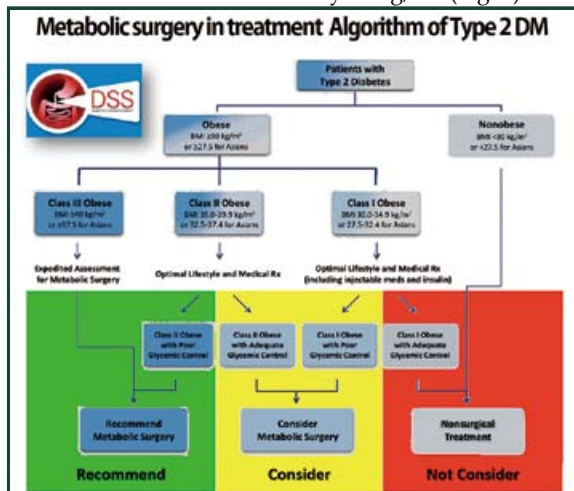 Metabolic surgery in treatment Algorithm of Type 2 DM
DSS
Patients with
Type 2 Diabetes
Obese
BMI ≥30 kg/m²
or ≥27.5 for Asians
Nonobese
BMI <30 kg/m²
or <27.5 for Asians
Class III Obese
BMI ≥40 kg/m²
or ≥37.5 for Asians
Class II Obese
BMI 35.0-39.9 kg/m²
or 32.5-37.4 for Asians
Class I Obese
BMI 30.0-34.9 kg/m²
or 27.5-32.4 for Asians
Expedited Assessment
for Metabolic Surgery
Optimal Lifestyle and Medical Rx
Optimal Lifestyle and Medical Rx
(including injectable meds and insulin)
Class II Obese
with Poor
Glycemic Control
Class II Obese
with Adequate
Glycemic Control
Class I Obese
with Poor
Glycemic Control
Class I Obese
with Adequate
Glycemic Control
Recommend
Metabolic Surgery
Consider
Metabolic Surgery
Nonsurgical
Treatment
Recommend
Consider
Not Consider